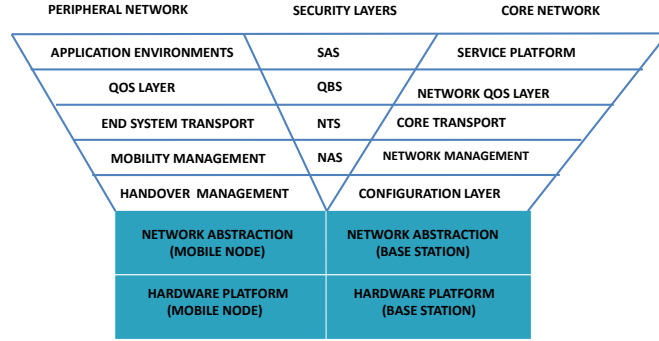 PERIPHERAL NETWORK SECURITY LAYERS CORE NETWORK
APPLICATION ENVIRONMENTS SAS SERVICE PLATFORM
QOS LAYER QBS NETWORK QOS LAYER
END SYSTEM TRANSPORT NTS CORE TRANSPORT
MOBILITY MANAGEMENT NAS NETWORK MANAGEMENT
HANDOVER MANAGEMENT CONFIGURATION LAYER
NETWORK ABSTRACTION
(MOBILE NODE)
NETWORK ABSTRACTION
(BASE STATION)
HARDWARE PLATFORM
(MOBILE NODE)
HARDWARE PLATFORM
(BASE STATION)